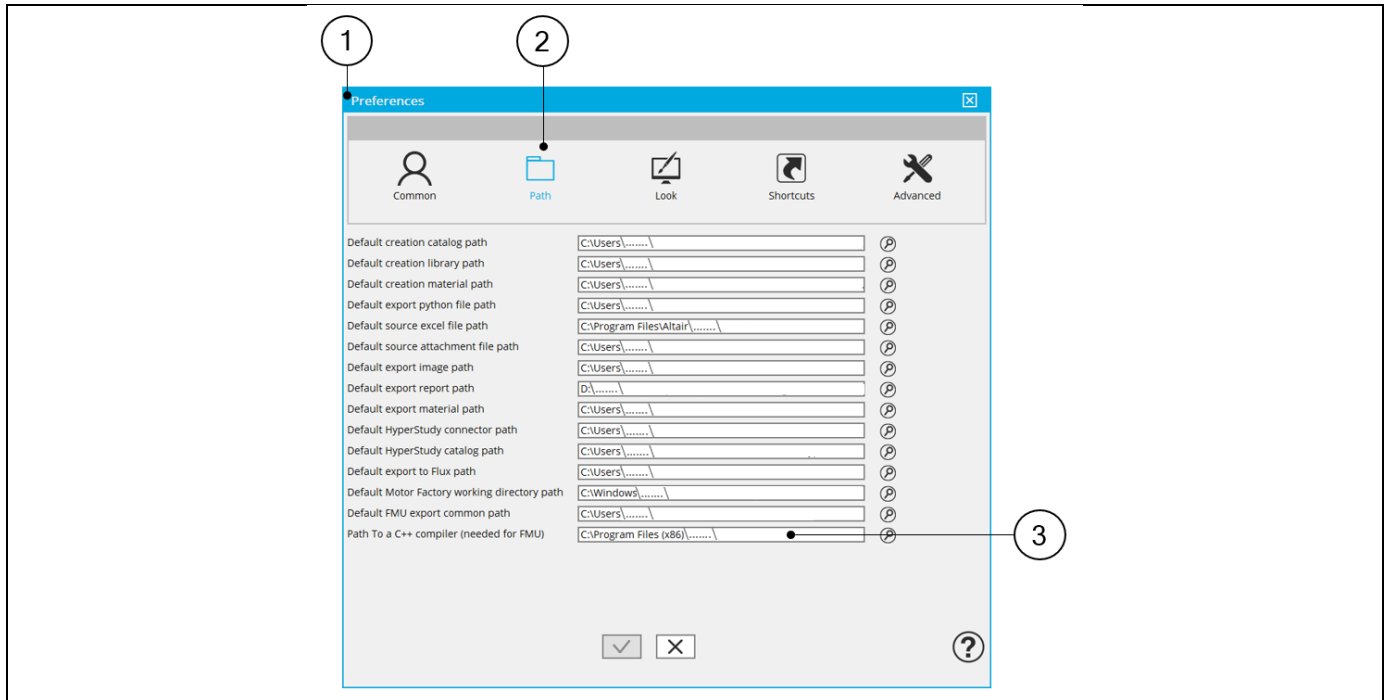 1 2
Preferences
Common Path Look Shortcuts Advanced
Default creation catalog path C:\Users\.......\
Default creation library path C:\Users\.......\
Default creation material path C:\Users\.......\
Default export python file path C:\Users\.......\
Default source excel file path C:\Program Files\Altair\.......\
Default source attachment file path C:\Users\.......\
Default export image path C:\Users\.......\
Default export report path D:\.......\
Default export material path C:\Users\.......\
Default HyperStudy connector path C:\Users\.......\
Default HyperStudy catalog path C:\Users\.......\
Default export to Flux path C:\Users\.......\
Default Motor Factory working directory path C:\Windows\.......\
Default FMU export common path C:\Users\.......\
Path To a C++ compiler (needed for FMU) C:\Program Files (x86)\.......\ 3
?